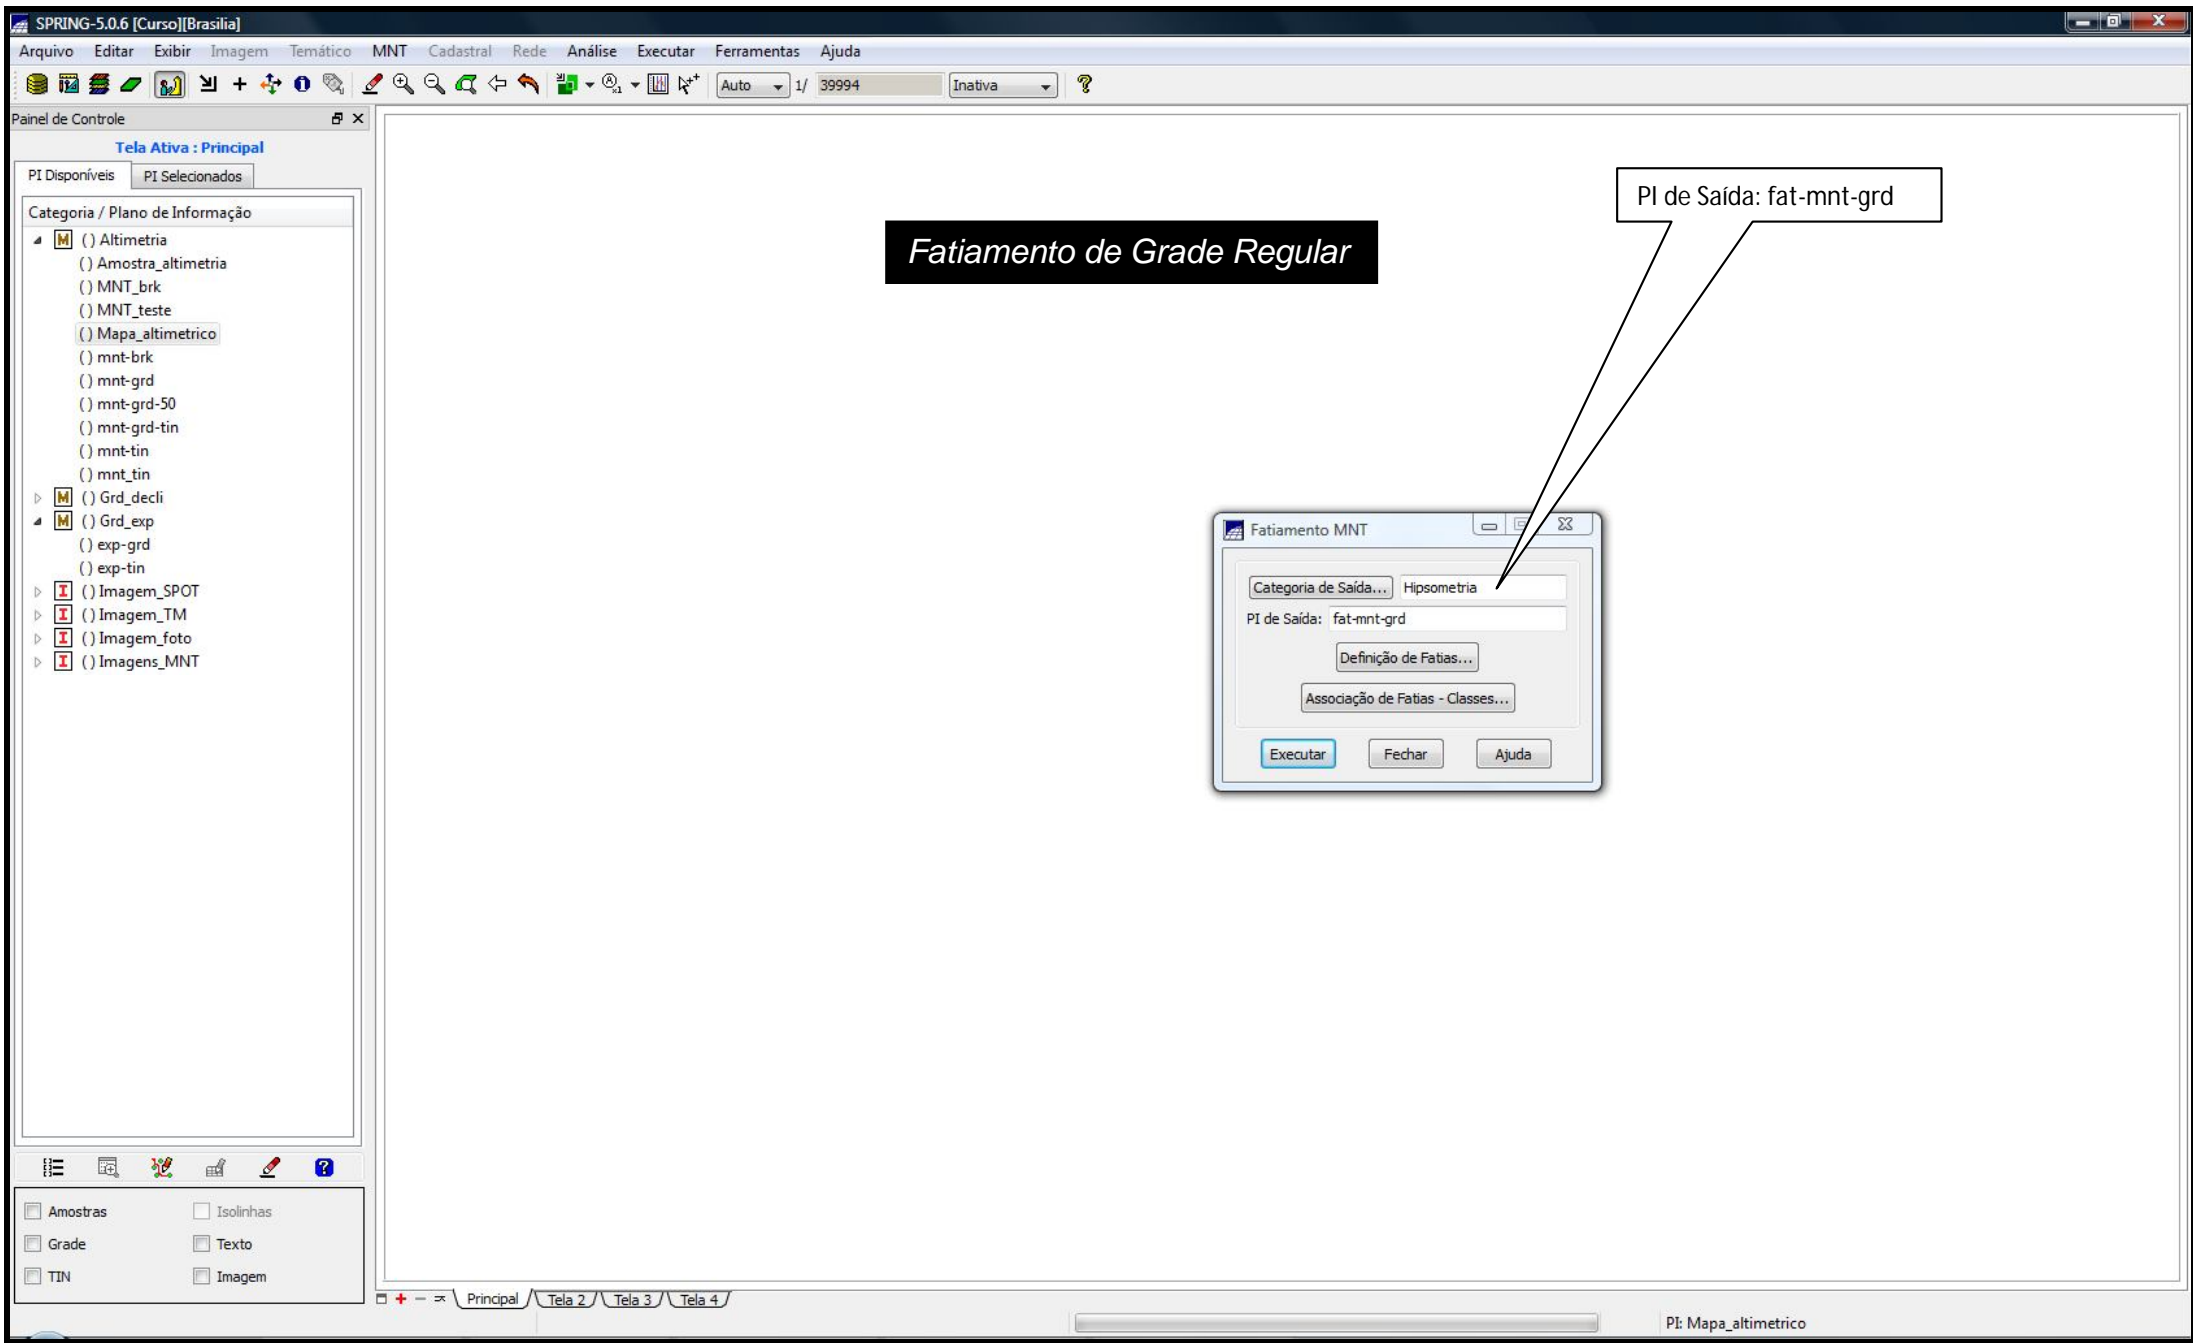 SPRING-5.0.6 [Curso][Brasilia]
Arquivo Editar Exibir Imagem Temático MNT Cadastral Rede Análise Executar Ferramentas Ajuda
Auto 1/ 39994 Inativa
Painel de Controle
Tela Ativa : Principal
PI Disponíveis PI Selecionados
Categoria / Plano de Informação
M () Altimetria
() Amostra_altimetria
() MNT_brk
() MNT_teste
() Mapa_altimetrico
() mnt-brk
() mnt-grd
() mnt-grd-50
() mnt-grd-tin
() mnt-tin
() mnt_tin
M () Grd_decli
M () Grd_exp
() exp-grd
() exp-tin
I () Imagem_SPOT
I () Imagem_TM
I () Imagem_foto
I () Imagens_MNT
Amostras Isolinhas
Grade Texto
TIN Imagem
Fatiamento de Grade Regular
PI de Saída: fat-mnt-grd
Fatiamento MNT
Categoria de Saída... Hipsometria
PI de Saída: fat-mnt-grd
Definição de Fatias...
Associação de Fatias - Classes...
Executar Fechar Ajuda
Principal Tela 2 Tela 3 Tela 4
PI: Mapa_altimetrico